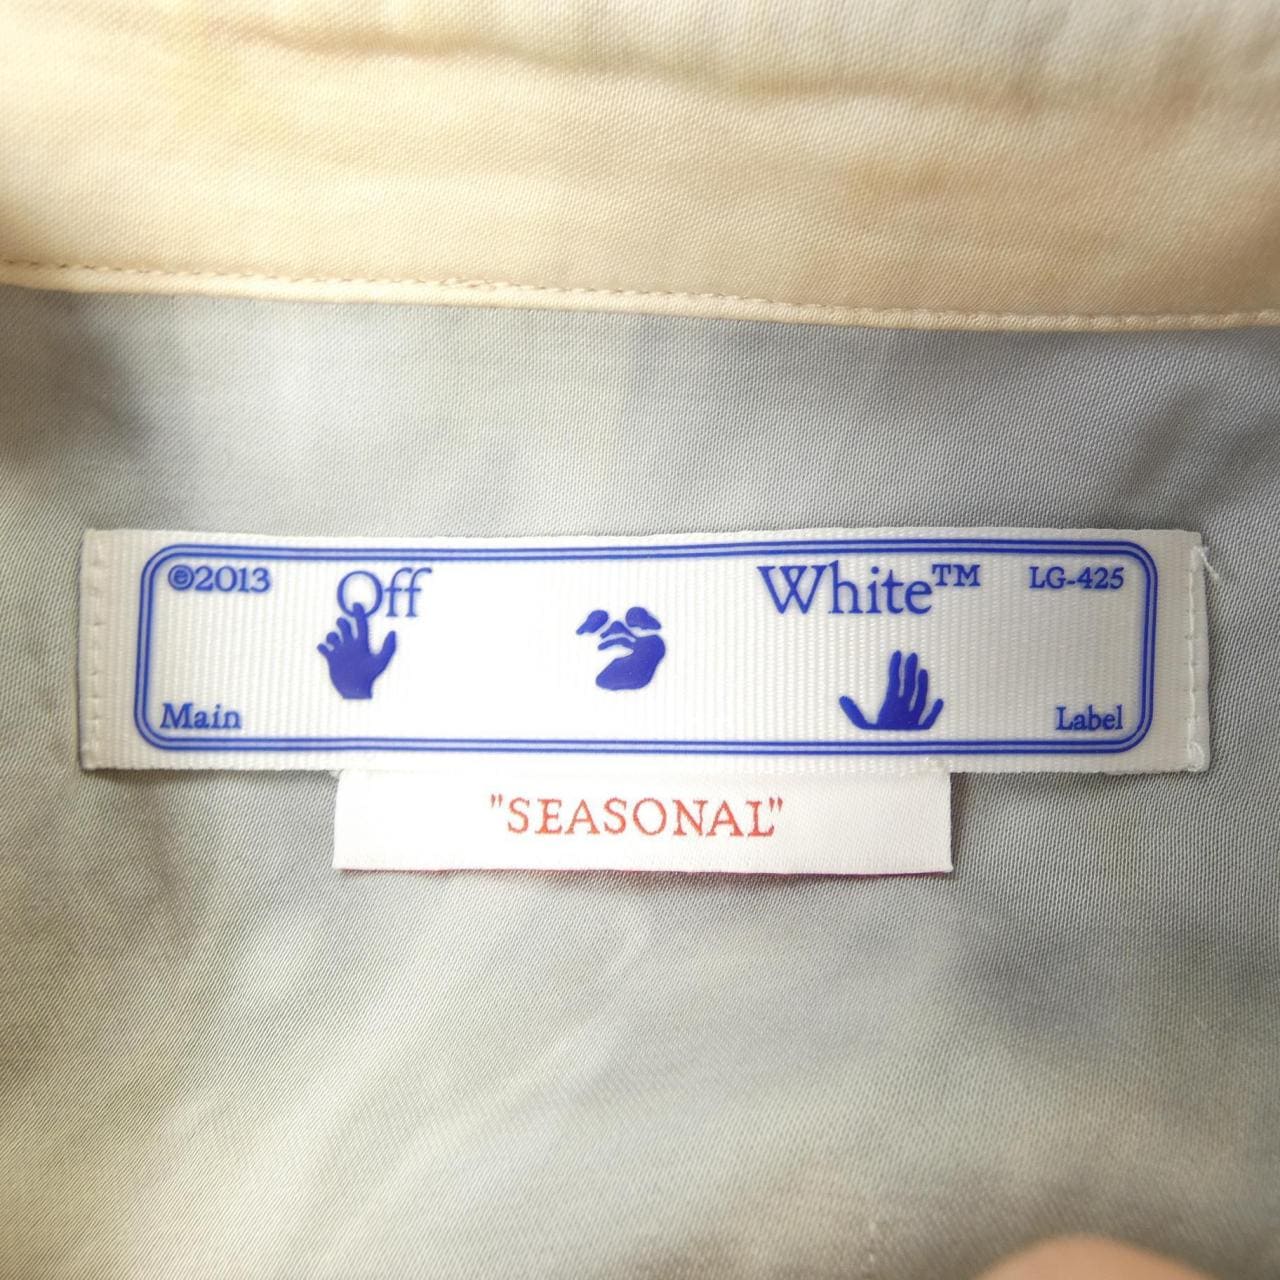 ©2013 Off White™ LG-425
Main Label
"SEASONAL"